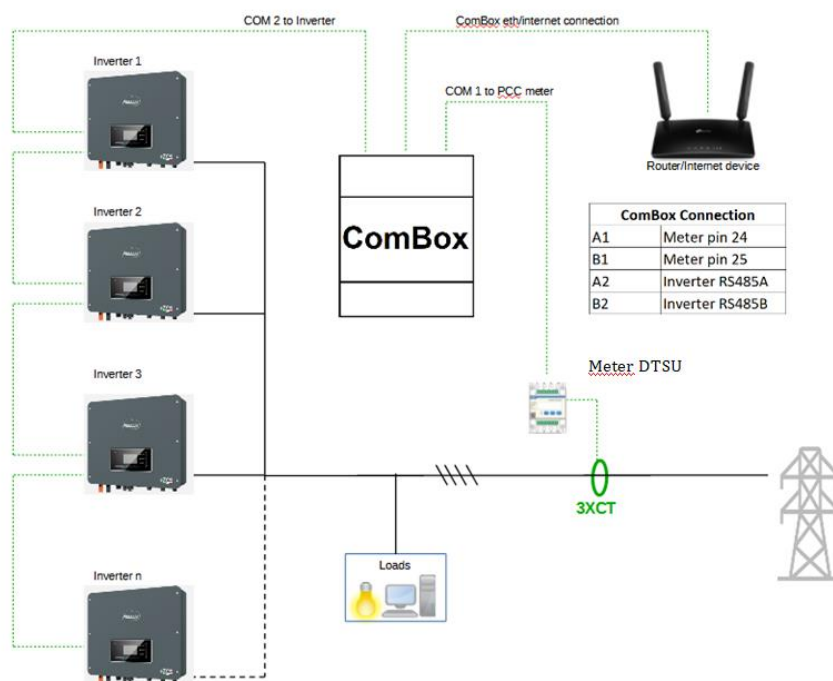 COM 2 to Inverter
ComBox eth/internet connection
Inverter 1
COM 1 to PCC meter
Router/Internet device
ComBox
ComBox Connection
A1 Meter pin 24
B1 Meter pin 25
A2 Inverter RS485A
B2 Inverter RS485B
Inverter 2
Meter DTSU
Inverter 3
3XCT
Loads
Inverter n